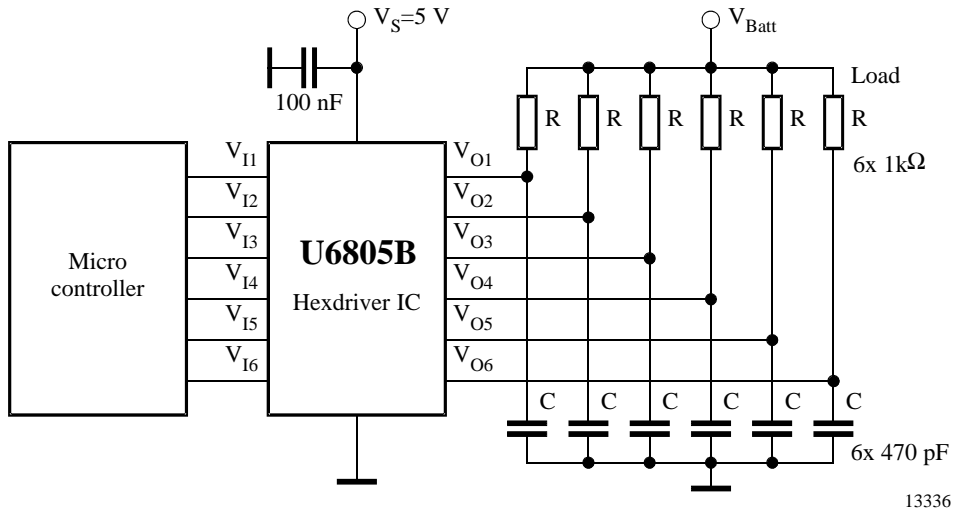 V_S=5 V
V_Batt
100 nF
Load
R R R R R R
6x 1kΩ
V_I1
V_I2
V_I3
V_I4
V_I5
V_I6
Micro
controller
U6805B
Hexdriver IC
V_O1
V_O2
V_O3
V_O4
V_O5
V_O6
C C C C C C
6x 470 pF
13336